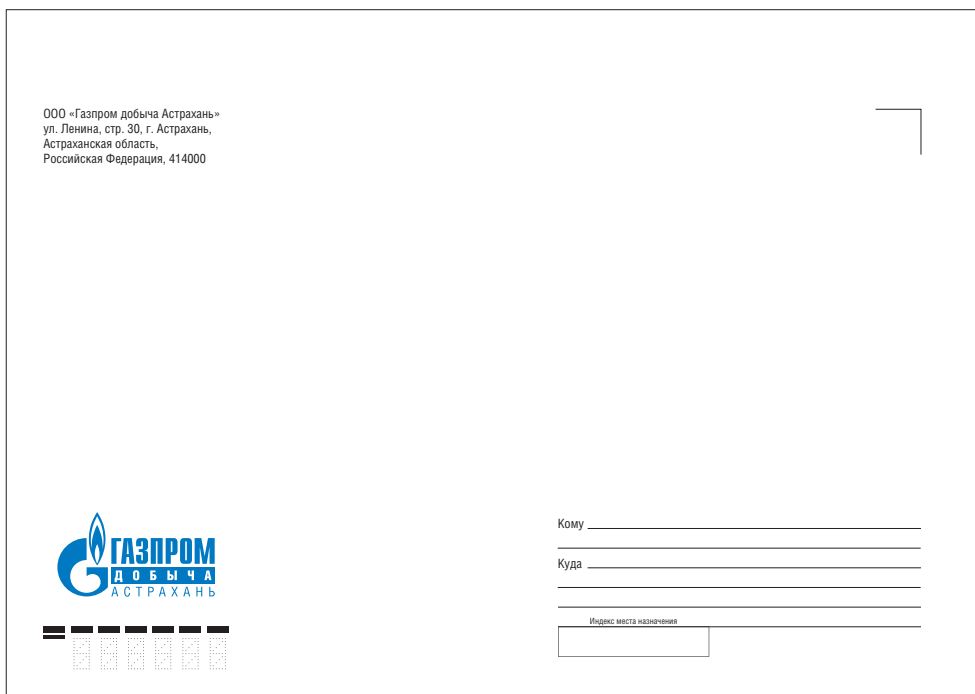 ООО «Газпром добыча Астрахань»
ул. Ленина, стр. 30, г. Астрахань,
Астраханская область,
Российская Федерация, 414000
ГАЗПРОМ
ДОБЫЧА
АСТРАХАНЬ
Кому
Куда
Индекс места назначения